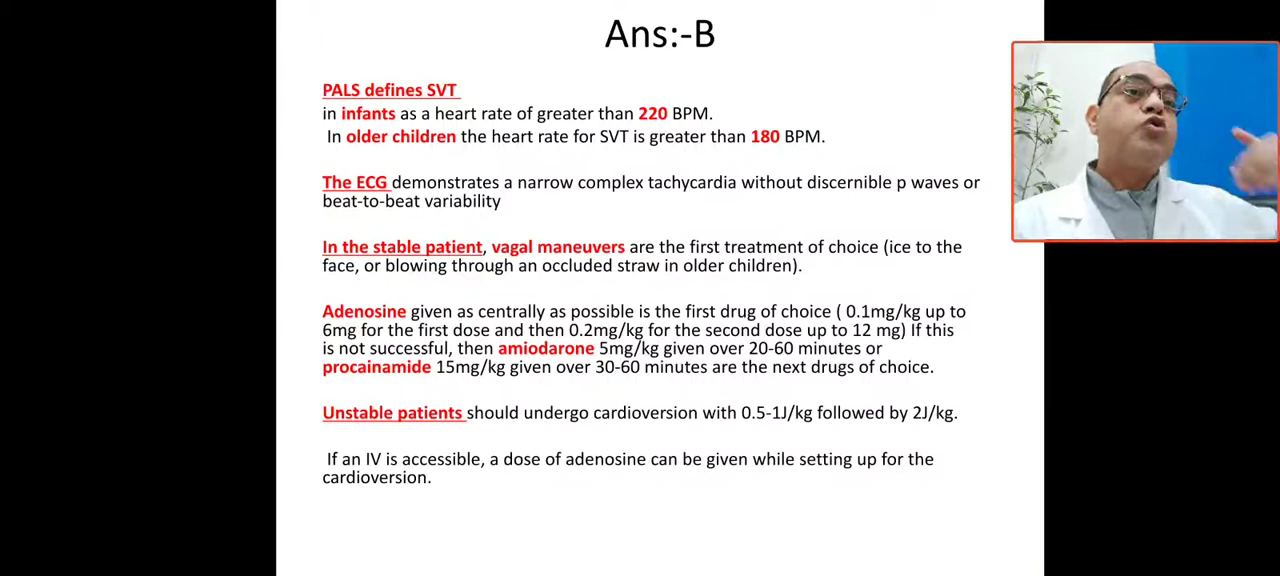 Ans:-B
PALS defines SVT
in infants as a heart rate of greater than 220 BPM.
In older children the heart rate for SVT is greater than 180 BPM.
The ECG demonstrates a narrow complex tachycardia without discernible p waves or
beat-to-beat variability
In the stable patient, vagal maneuvers are the first treatment of choice (ice to the
face, or blowing through an occluded straw in older children).
Adenosine given as centrally as possible is the first drug of choice ( 0.1mg/kg up to
6mg for the first dose and then 0.2mg/kg for the second dose up to 12 mg) If this
is not successful, then amiodarone 5mg/kg given over 20-60 minutes or
procainamide 15mg/kg given over 30-60 minutes are the next drugs of choice.
Unstable patients should undergo cardioversion with 0.5-1J/kg followed by 2J/kg.
If an IV is accessible, a dose of adenosine can be given while setting up for the
cardioversion.